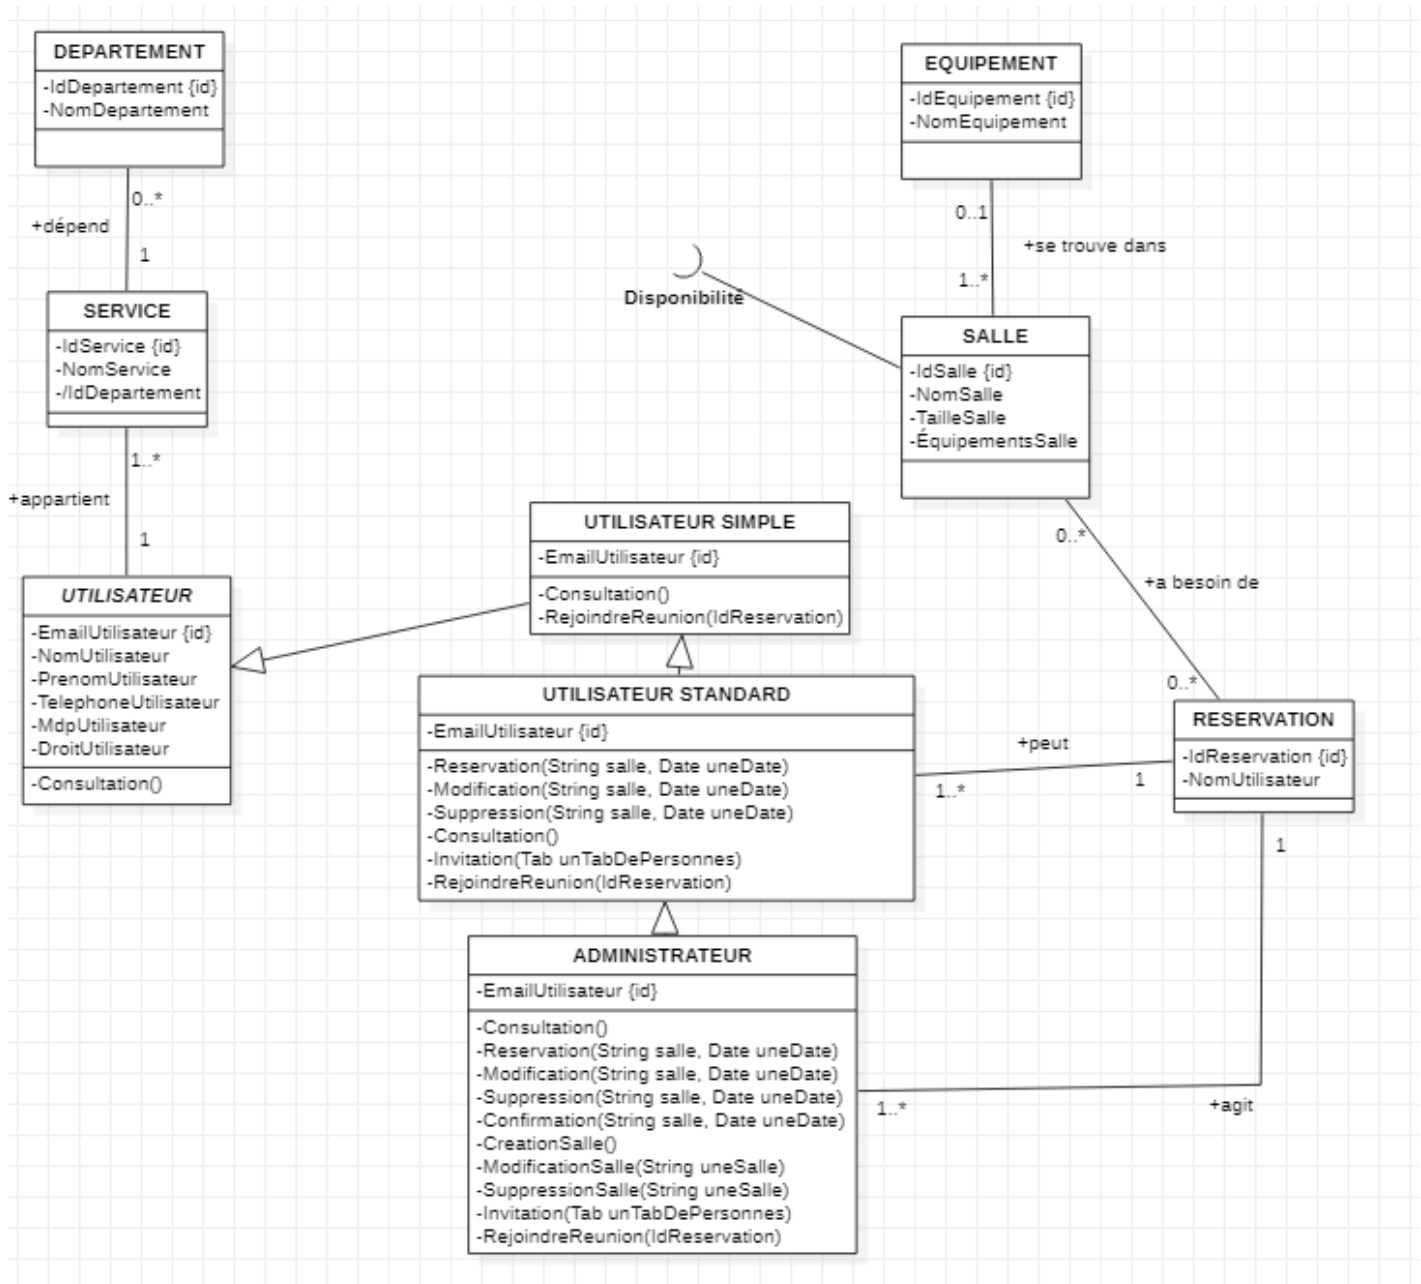 DEPARTEMENT
-IdDepartement {id}
-NomDepartement
0..*
+dépend
1
SERVICE
-IdService {id}
-NomService
-/IdDepartement
1..*
+appartient
1
UTILISATEUR
-EmailUtilisateur {id}
-NomUtilisateur
-PrenomUtilisateur
-TelephoneUtilisateur
-MdpUtilisateur
-DroitUtilisateur
-Consultation()
EQUIPEMENT
-IdEquipement {id}
-NomEquipement
0..1
+se trouve dans
1..*
Disponibilité
SALLE
-IdSalle {id}
-NomSalle
-TailleSalle
-ÉquipementsSalle
0..*
+a besoin de
0..*
UTILISATEUR SIMPLE
-EmailUtilisateur {id}
-Consultation()
-RejoindreReunion(IdReservation)
UTILISATEUR STANDARD
-EmailUtilisateur {id}
-Reservation(String salle, Date uneDate)
-Modification(String salle, Date uneDate)
-Suppression(String salle, Date uneDate)
-Consultation()
-Invitation(Tab unTabDePersonnes)
-RejoindreReunion(IdReservation)
+peut
1..*
1
RESERVATION
-IdReservation {id}
-NomUtilisateur
1
ADMINISTRATEUR
-EmailUtilisateur {id}
-Consultation()
-Reservation(String salle, Date uneDate)
-Modification(String salle, Date uneDate)
-Suppression(String salle, Date uneDate)
-Confirmation(String salle, Date uneDate)
-CreationSalle()
-ModificationSalle(String uneSalle)
-SuppressionSalle(String uneSalle)
-Invitation(Tab unTabDePersonnes)
-RejoindreReunion(IdReservation)
1..*
+agit